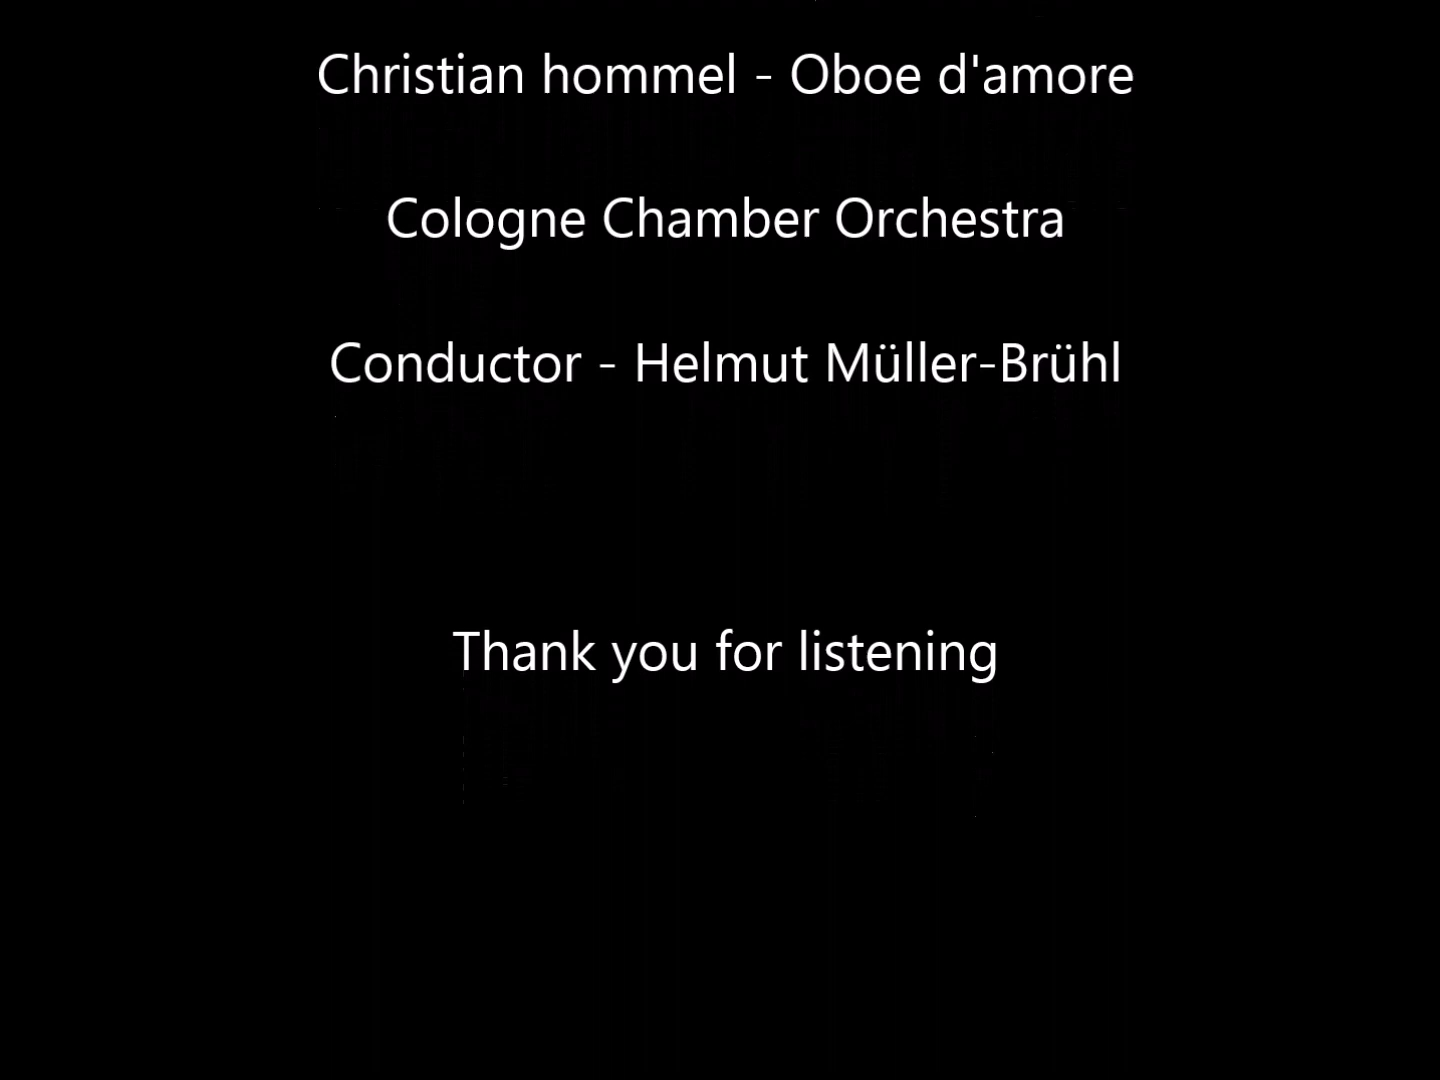 Christian hommel - Oboe d'amore
Cologne Chamber Orchestra
Conductor - Helmut Müller-Brühl
Thank you for listening